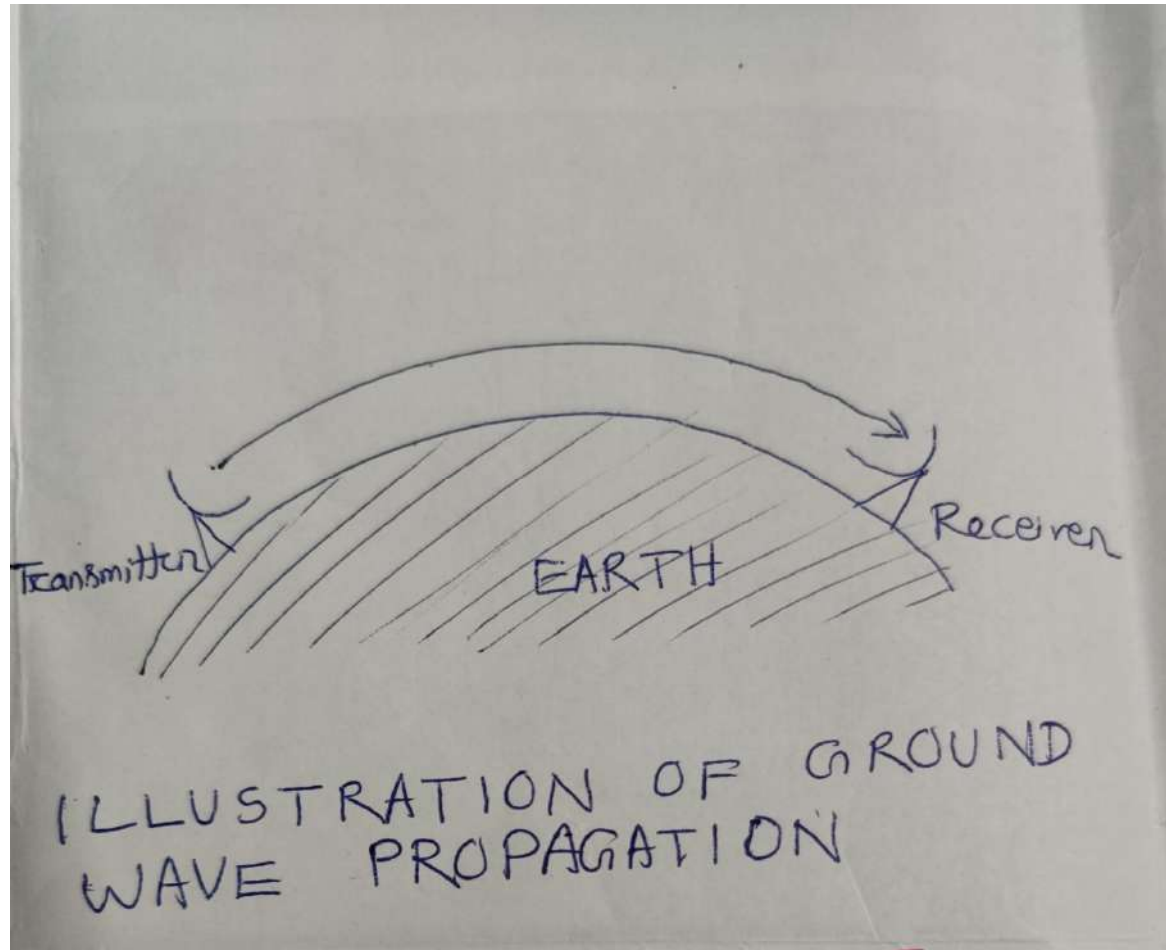 Transmitter
EARTH
Receiver
ILLUSTRATION OF GROUND
WAVE PROPAGATION